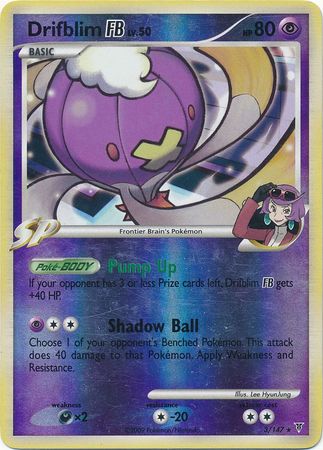 Drifblim FB LV.50 HP 80
BASIC
SP
Frontier Brain's Pokémon
Poké-BODY Pump Up
If your opponent has 3 or less Prize cards left, Drifblim FB gets
+40 HP.
Shadow Ball
Choose 1 of your opponent's Benched Pokémon. This attack
does 40 damage to that Pokémon. Apply Weakness and
Resistance.
Illus. Lee HyunJung
weakness resistance retreat cost
×2 -20
©2009 Pokémon/Nintendo 3/147 ★